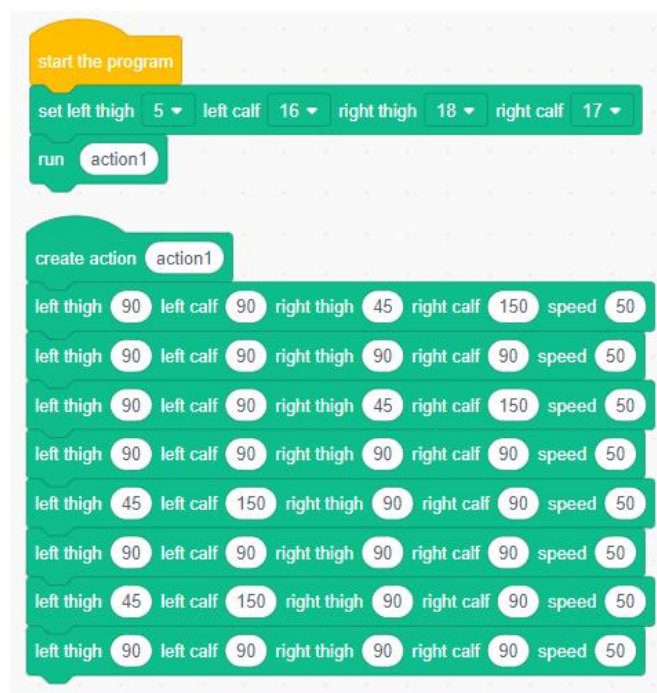 start the program
set left thigh 5 left calf 16 right thigh 18 right calf 17
run action1
create action action1
left thigh 90 left calf 90 right thigh 45 right calf 150 speed 50
left thigh 90 left calf 90 right thigh 90 right calf 90 speed 50
left thigh 90 left calf 90 right thigh 45 right calf 150 speed 50
left thigh 90 left calf 90 right thigh 90 right calf 90 speed 50
left thigh 45 left calf 150 right thigh 90 right calf 90 speed 50
left thigh 90 left calf 90 right thigh 90 right calf 90 speed 50
left thigh 45 left calf 150 right thigh 90 right calf 90 speed 50
left thigh 90 left calf 90 right thigh 90 right calf 90 speed 50